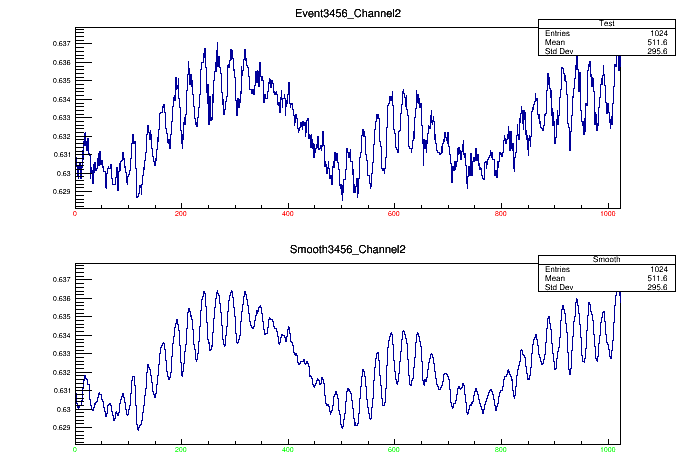 Event3456_Channel2
Test
Entries 1024
Mean 511.6
Std Dev 295.6
0.637
0.636
0.635
0.634
0.633
0.632
0.631
0.63
0.629
0 200 400 600 800 1000
Smooth3456_Channel2
Smooth
Entries 1024
Mean 511.6
Std Dev 295.6
0.637
0.636
0.635
0.634
0.633
0.632
0.631
0.63
0.629
0 200 400 600 800 1000